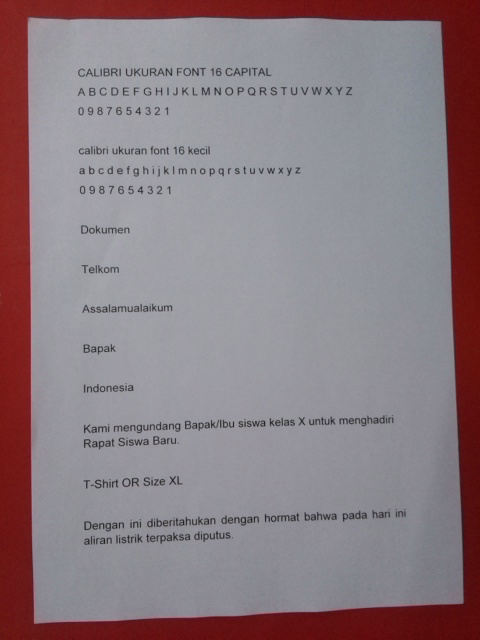 CALIBRI UKURAN FONT 16 CAPITAL
A B C D E F G H I J K L M N O P Q R S T U V W X Y Z
0 9 8 7 6 5 4 3 2 1
calibri ukuran font 16 kecil
a b c d e f g h i j k l m n o p q r s t u v w x y z
0 9 8 7 6 5 4 3 2 1
Dokumen
Telkom
Assalamualaikum
Bapak
Indonesia
Kami mengundang Bapak/Ibu siswa kelas X untuk menghadiri
Rapat Siswa Baru.
T-Shirt OR Size XL
Dengan ini diberitahukan dengan hormat bahwa pada hari ini
aliran listrik terpaksa diputus.